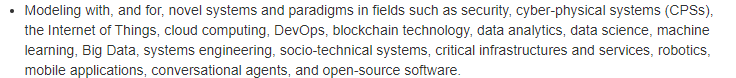 • Modeling with, and for, novel systems and paradigms in fields such as security, cyber-physical systems (CPSs),
the Internet of Things, cloud computing, DevOps, blockchain technology, data analytics, data science, machine
learning, Big Data, systems engineering, socio-technical systems, critical infrastructures and services, robotics,
mobile applications, conversational agents, and open-source software.